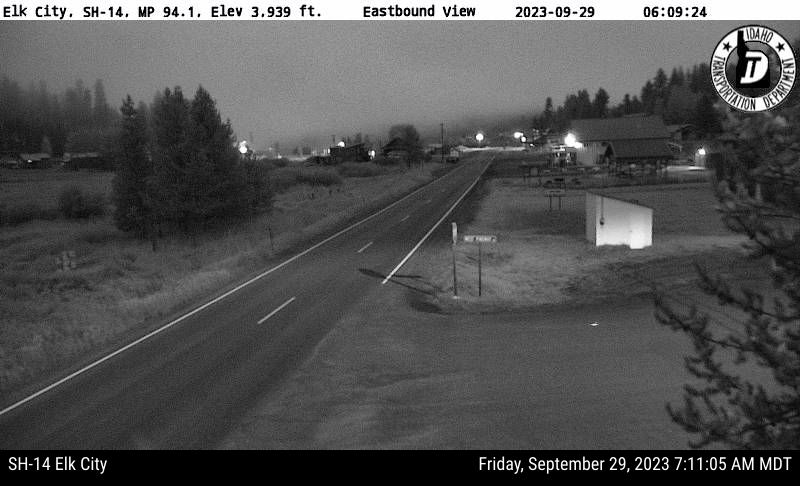 Elk City, SH-14, MP 94.1, Elev 3,939 ft. Eastbound View 2023-09-29 06:09:24
IDAHO
TRANSPORTATION DEPARTMENT
SH-14 Elk City Friday, September 29, 2023 7:11:05 AM MDT